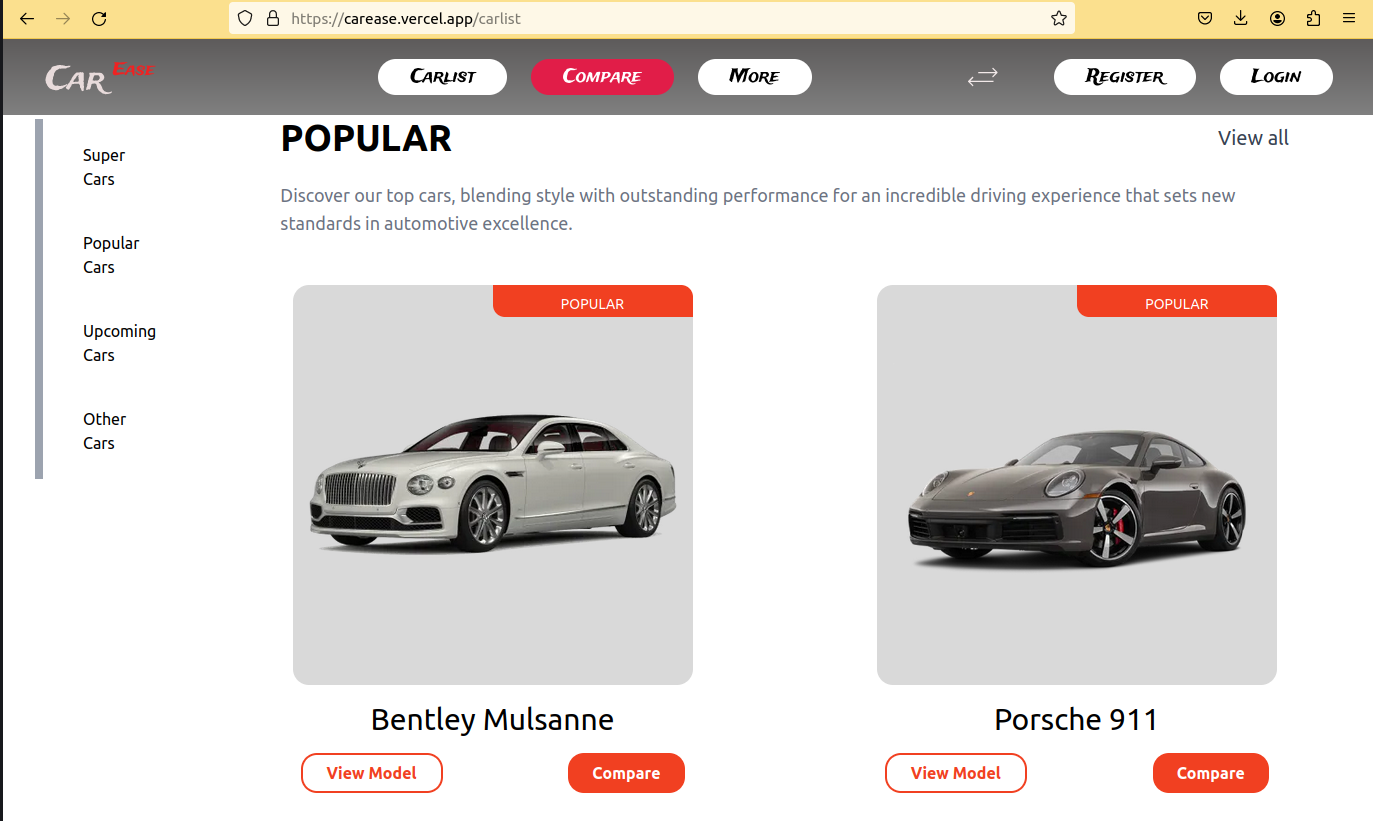 https://carease.vercel.app/carlist
Car Ease
Carlist
Compare
More
Register
Login
Super
Cars
Popular
Cars
Upcoming
Cars
Other
Cars
POPULAR
View all
Discover our top cars, blending style with outstanding performance for an incredible driving experience that sets new
standards in automotive excellence.
POPULAR
POPULAR
Bentley Mulsanne
Porsche 911
View Model
Compare
View Model
Compare